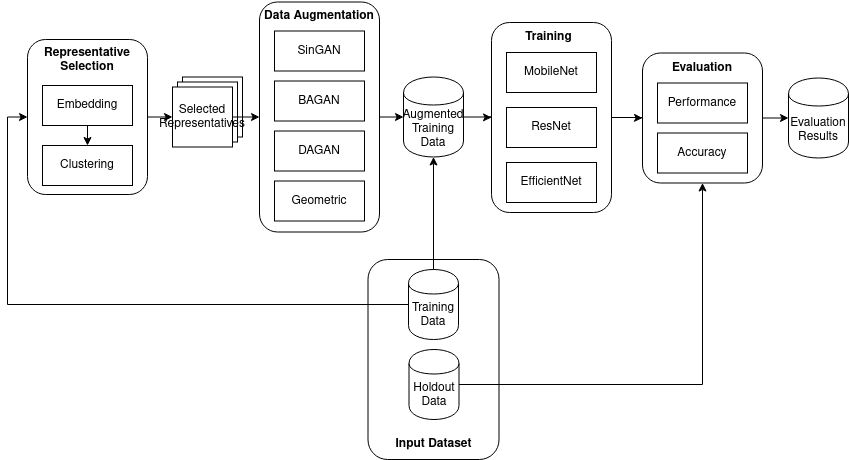 Representative
Selection
Embedding
Clustering
Selected
Representatives
Data Augmentation
SinGAN
BAGAN
DAGAN
Geometric
Augmented
Training
Data
Training
MobileNet
ResNet
EfficientNet
Evaluation
Performance
Accuracy
Evaluation
Results
Training
Data
Holdout
Data
Input Dataset